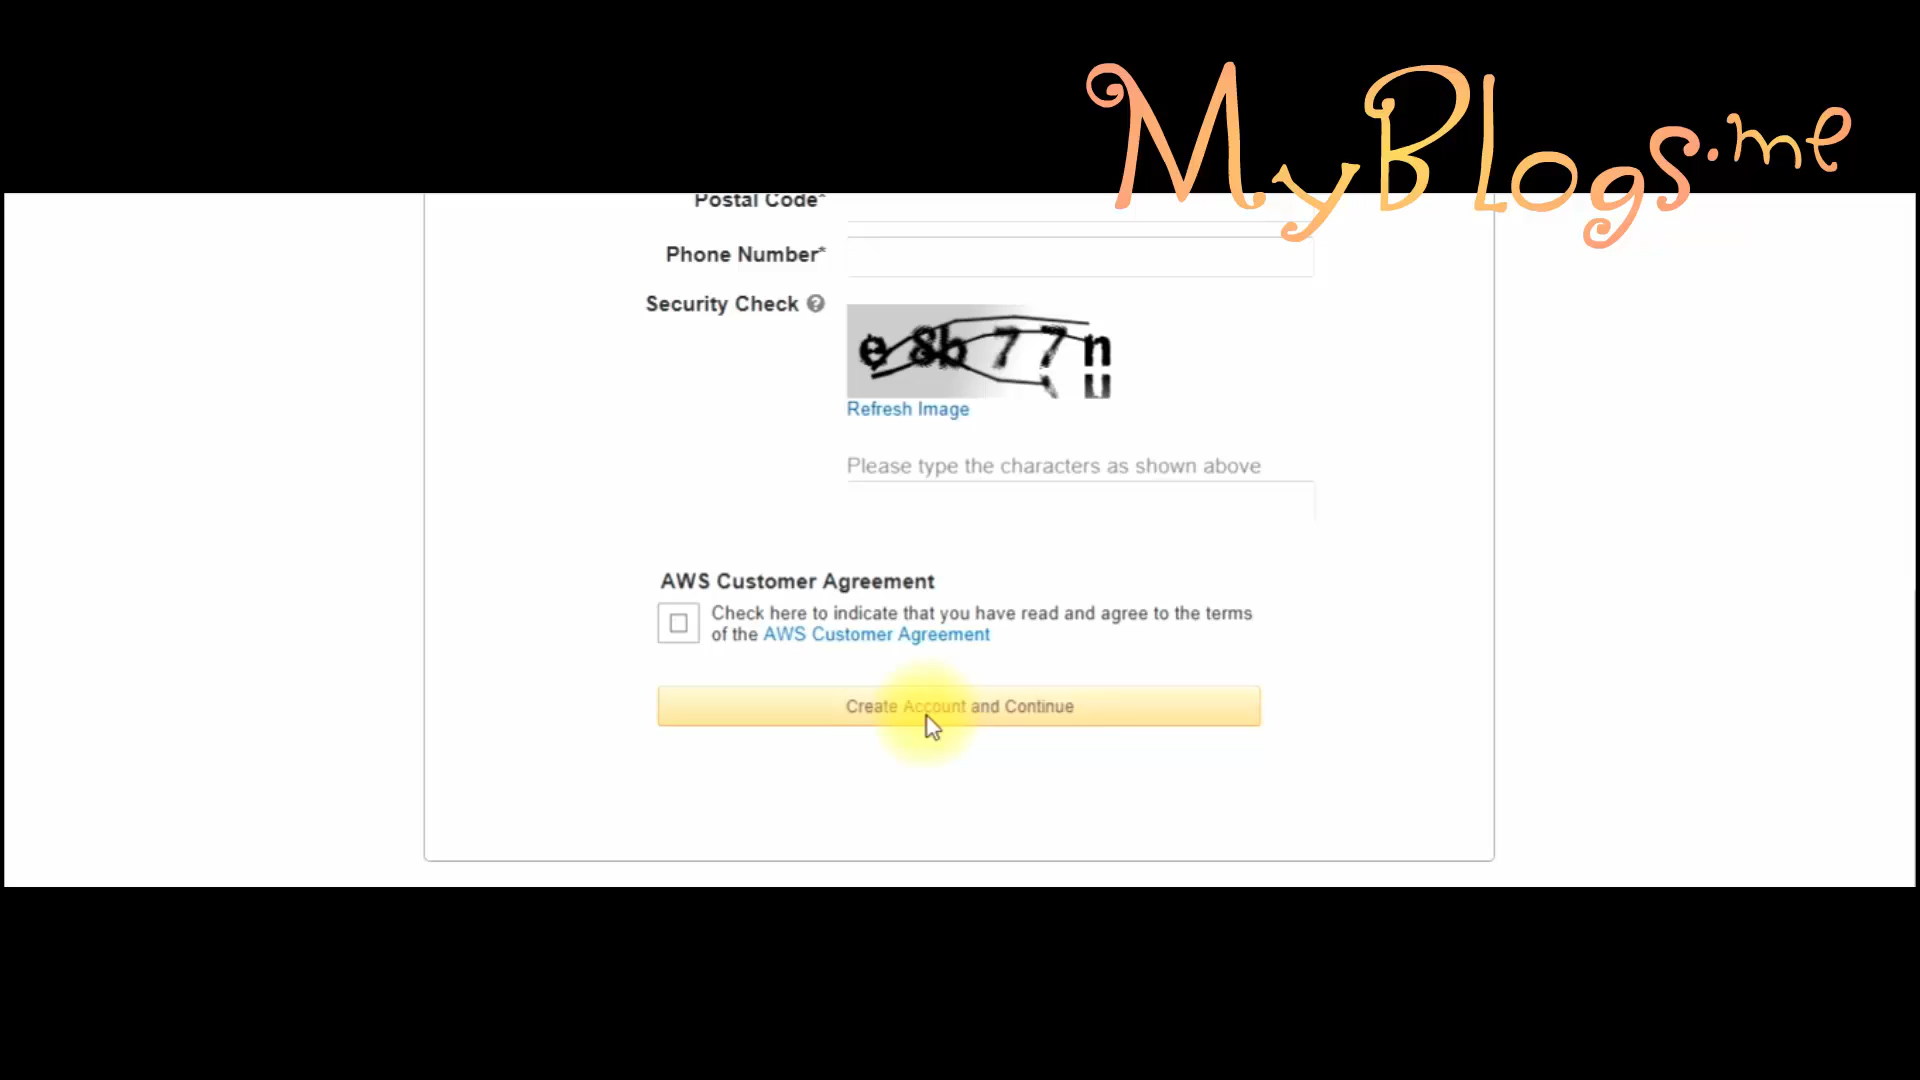 MyBlogs.me
Postal Code*
Phone Number*
Security Check ?
e8b77n
Refresh Image
Please type the characters as shown above
AWS Customer Agreement
Check here to indicate that you have read and agree to the terms
of the AWS Customer Agreement
Create Account and Continue